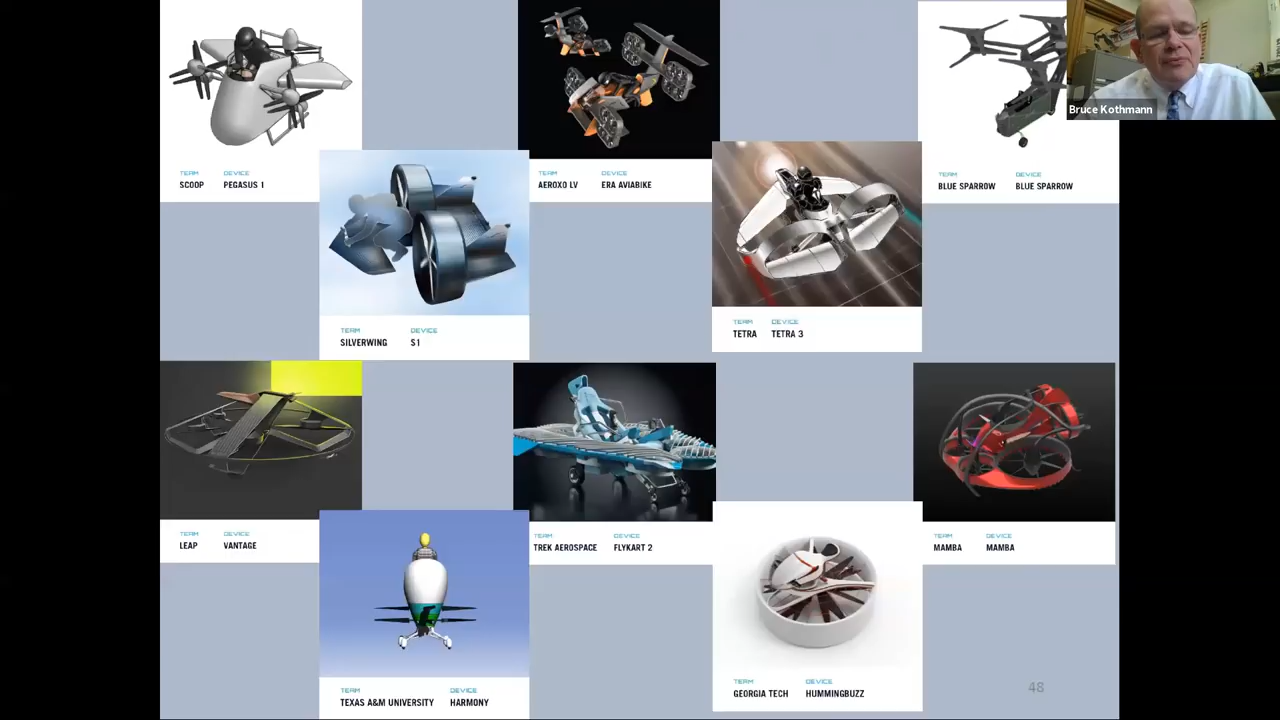 Bruce Kothmann
TEAM DEVICE
SCOOP PEGASUS 1
TEAM DEVICE
AEROXO LV ERA AVIABIKE
TEAM DEVICE
BLUE SPARROW BLUE SPARROW
TEAM DEVICE
SILVERWING S1
TEAM DEVICE
TETRA TETRA 3
TEAM DEVICE
LEAP VANTAGE
TEAM DEVICE
TREK AEROSPACE FLYKART 2
TEAM DEVICE
MAMBA MAMBA
TEAM DEVICE
TEXAS A&M UNIVERSITY HARMONY
TEAM DEVICE
GEORGIA TECH HUMMINGBUZZ
48